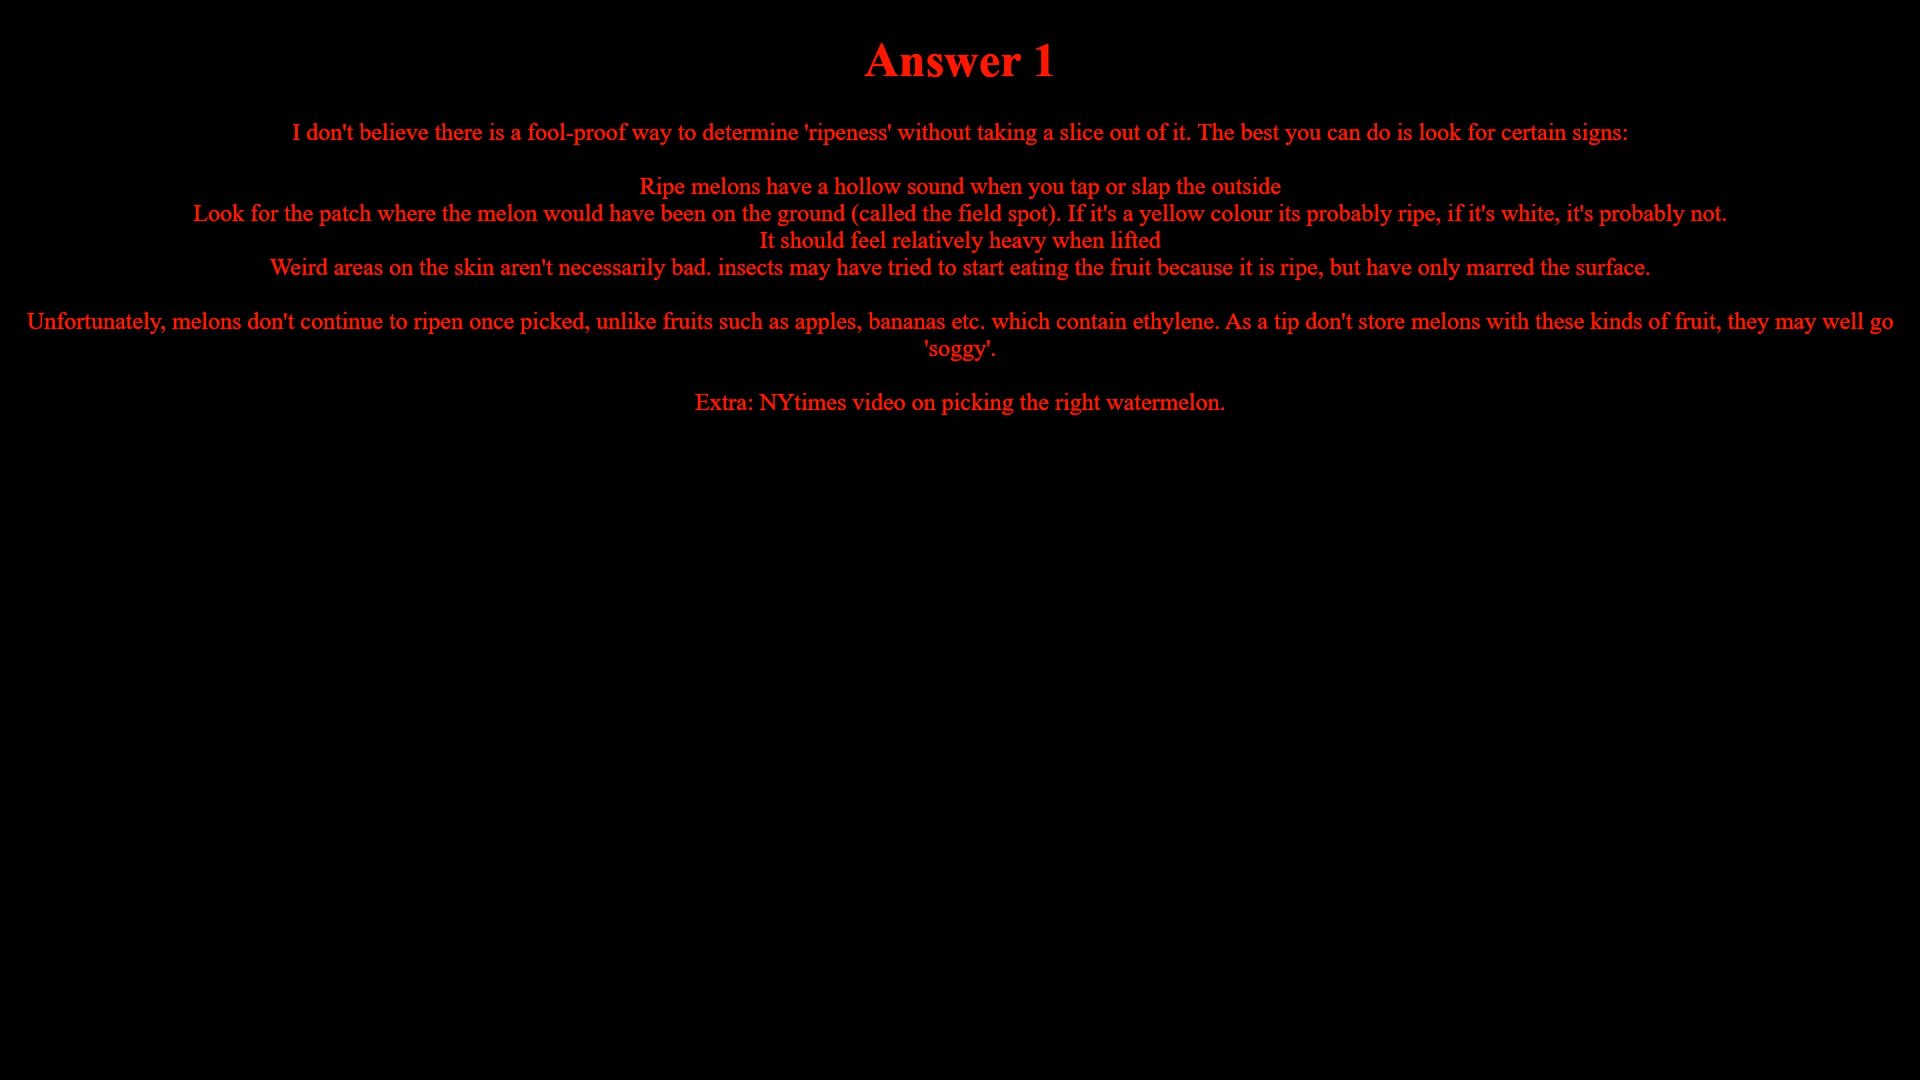 Answer 1
I don't believe there is a fool-proof way to determine 'ripeness' without taking a slice out of it. The best you can do is look for certain signs:
Ripe melons have a hollow sound when you tap or slap the outside
Look for the patch where the melon would have been on the ground (called the field spot). If it's a yellow colour its probably ripe, if it's white, it's probably not.
It should feel relatively heavy when lifted
Weird areas on the skin aren't necessarily bad. insects may have tried to start eating the fruit because it is ripe, but have only marred the surface.
Unfortunately, melons don't continue to ripen once picked, unlike fruits such as apples, bananas etc. which contain ethylene. As a tip don't store melons with these kinds of fruit, they may well go
'soggy'.
Extra: NYtimes video on picking the right watermelon.